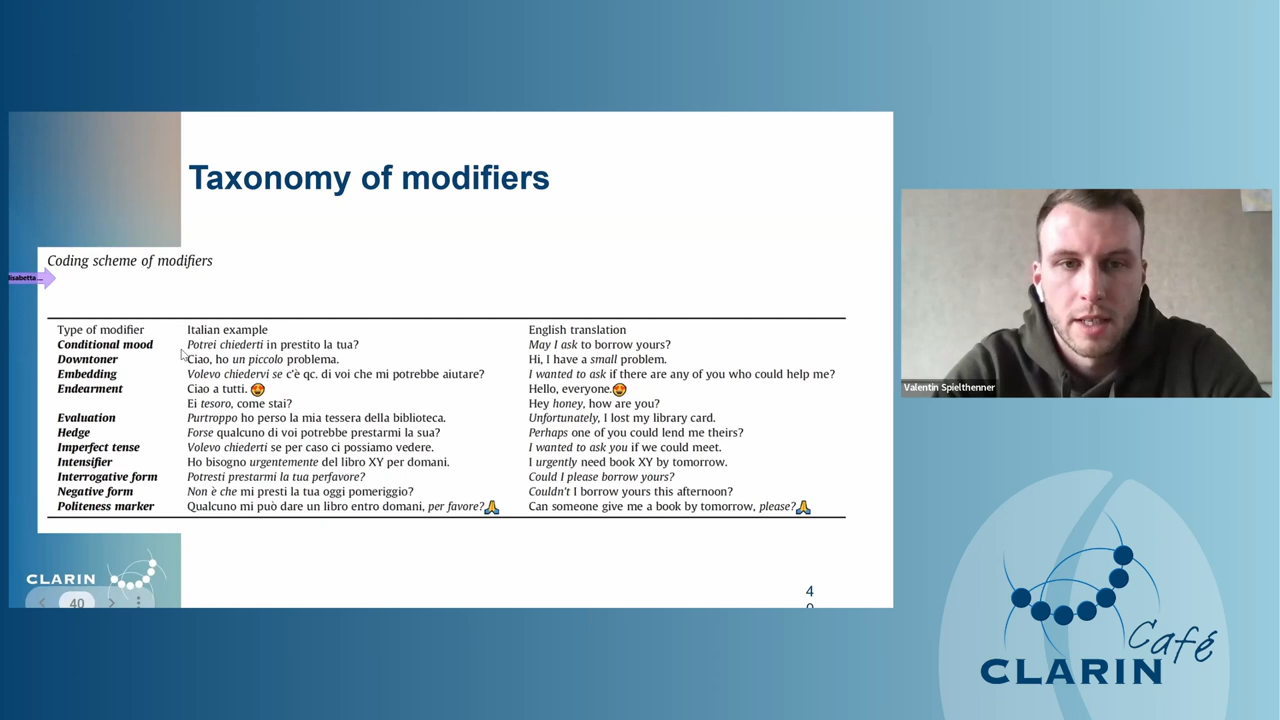 Taxonomy of modifiers
Coding scheme of modifiers
lisabetta ...
Type of modifier Italian example English translation
Conditional mood Potrei chiederti in prestito la tua? May I ask to borrow yours?
Downtoner Ciao, ho un piccolo problema. Hi, I have a small problem.
Embedding Volevo chiedervi se c'è qc. di voi che mi potrebbe aiutare? I wanted to ask if there are any of you who could help me?
Endearment Ciao a tutti. 😍 Hello, everyone.😍
Ei tesoro, come stai? Hey honey, how are you?
Evaluation Purtroppo ho perso la mia tessera della biblioteca. Unfortunately, I lost my library card.
Hedge Forse qualcuno di voi potrebbe prestarmi la sua? Perhaps one of you could lend me theirs?
Imperfect tense Volevo chiederti se per caso ci possiamo vedere. I wanted to ask you if we could meet.
Intensifier Ho bisogno urgentemente del libro XY per domani. I urgently need book XY by tomorrow.
Interrogative form Potresti prestarmi la tua perfavore? Could I please borrow yours?
Negative form Non è che mi presti la tua oggi pomeriggio? Couldn't I borrow yours this afternoon?
Politeness marker Qualcuno mi può dare un libro entro domani, per favore?🙏 Can someone give me a book by tomorrow, please?🙏
CLARIN
40
4
0
Valentin Spielthenner
Café
CLARIN